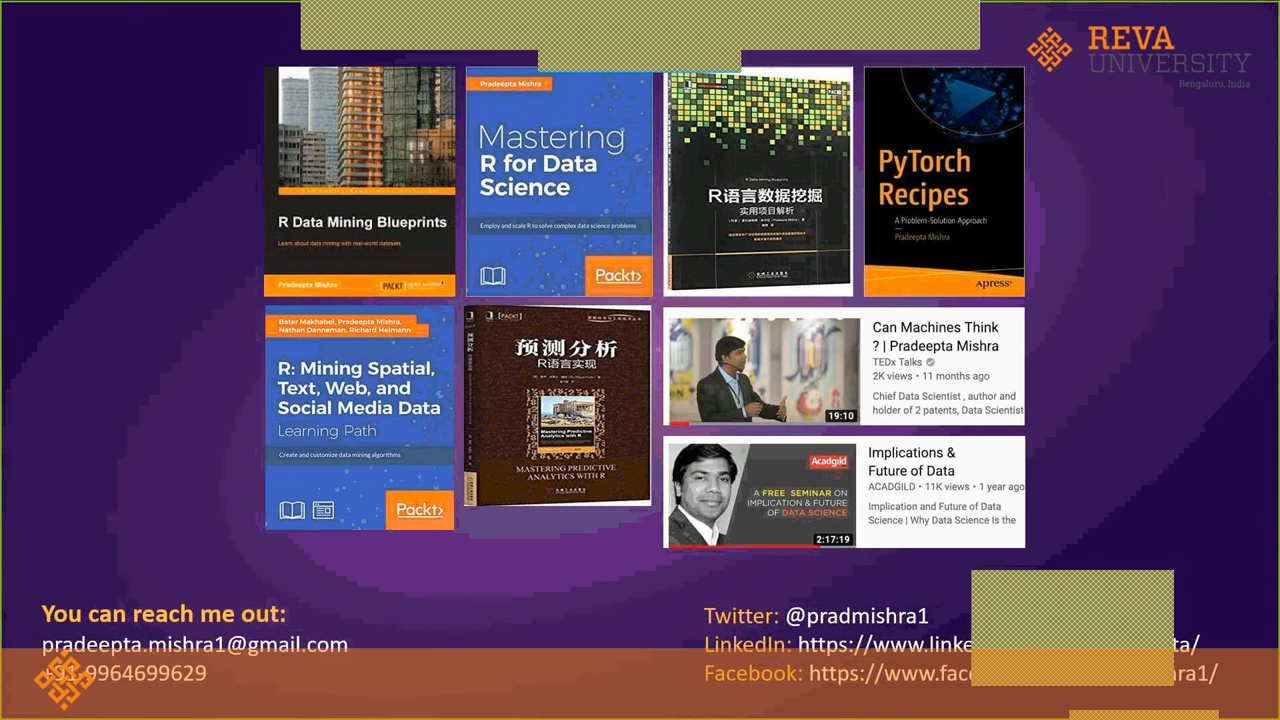 REVA
UNIVERSITY
Bengaluru, India
R Data Mining Blueprints
Learn about data mining with real-world datasets
Pradeepta Mishra
PACKT
Pradeepta Mishra
Mastering
R for Data
Science
Employ and scale R to solve complex data science problems
Packt>
R Data Mining Blueprints
R语言数据挖掘
实用项目解析
PyTorch
Recipes
A Problem-Solution Approach
Pradeepta Mishra
Apress
Bater Makhabel, Pradeepta Mishra,
Nathan Danneman, Richard Heimann
R: Mining Spatial,
Text, Web, and
Social Media Data
Learning Path
Create and customize data mining algorithms
Packt>
[PACKT]
预测分析
R语言实现
Mastering Predictive
Analytics with R
MASTERING PREDICTIVE
ANALYTICS WITH R
Can Machines Think
? | Pradeepta Mishra
TEDx Talks
2K views • 11 months ago
Chief Data Scientist , author and
holder of 2 patents, Data Scientist
19:10
Acadgild
A FREE SEMINAR ON
IMPLICATION & FUTURE
OF DATA SCIENCE
2:17:19
Implications &
Future of Data
ACADGILD • 11K views • 1 year ago
Implication and Future of Data
Science | Why Data Science Is the
You can reach me out:
pradeepta.mishra1@gmail.com
+91-9964699629
Twitter: @pradmishra1
LinkedIn: https://www.linke ta/
Facebook: https://www.fac hra1/